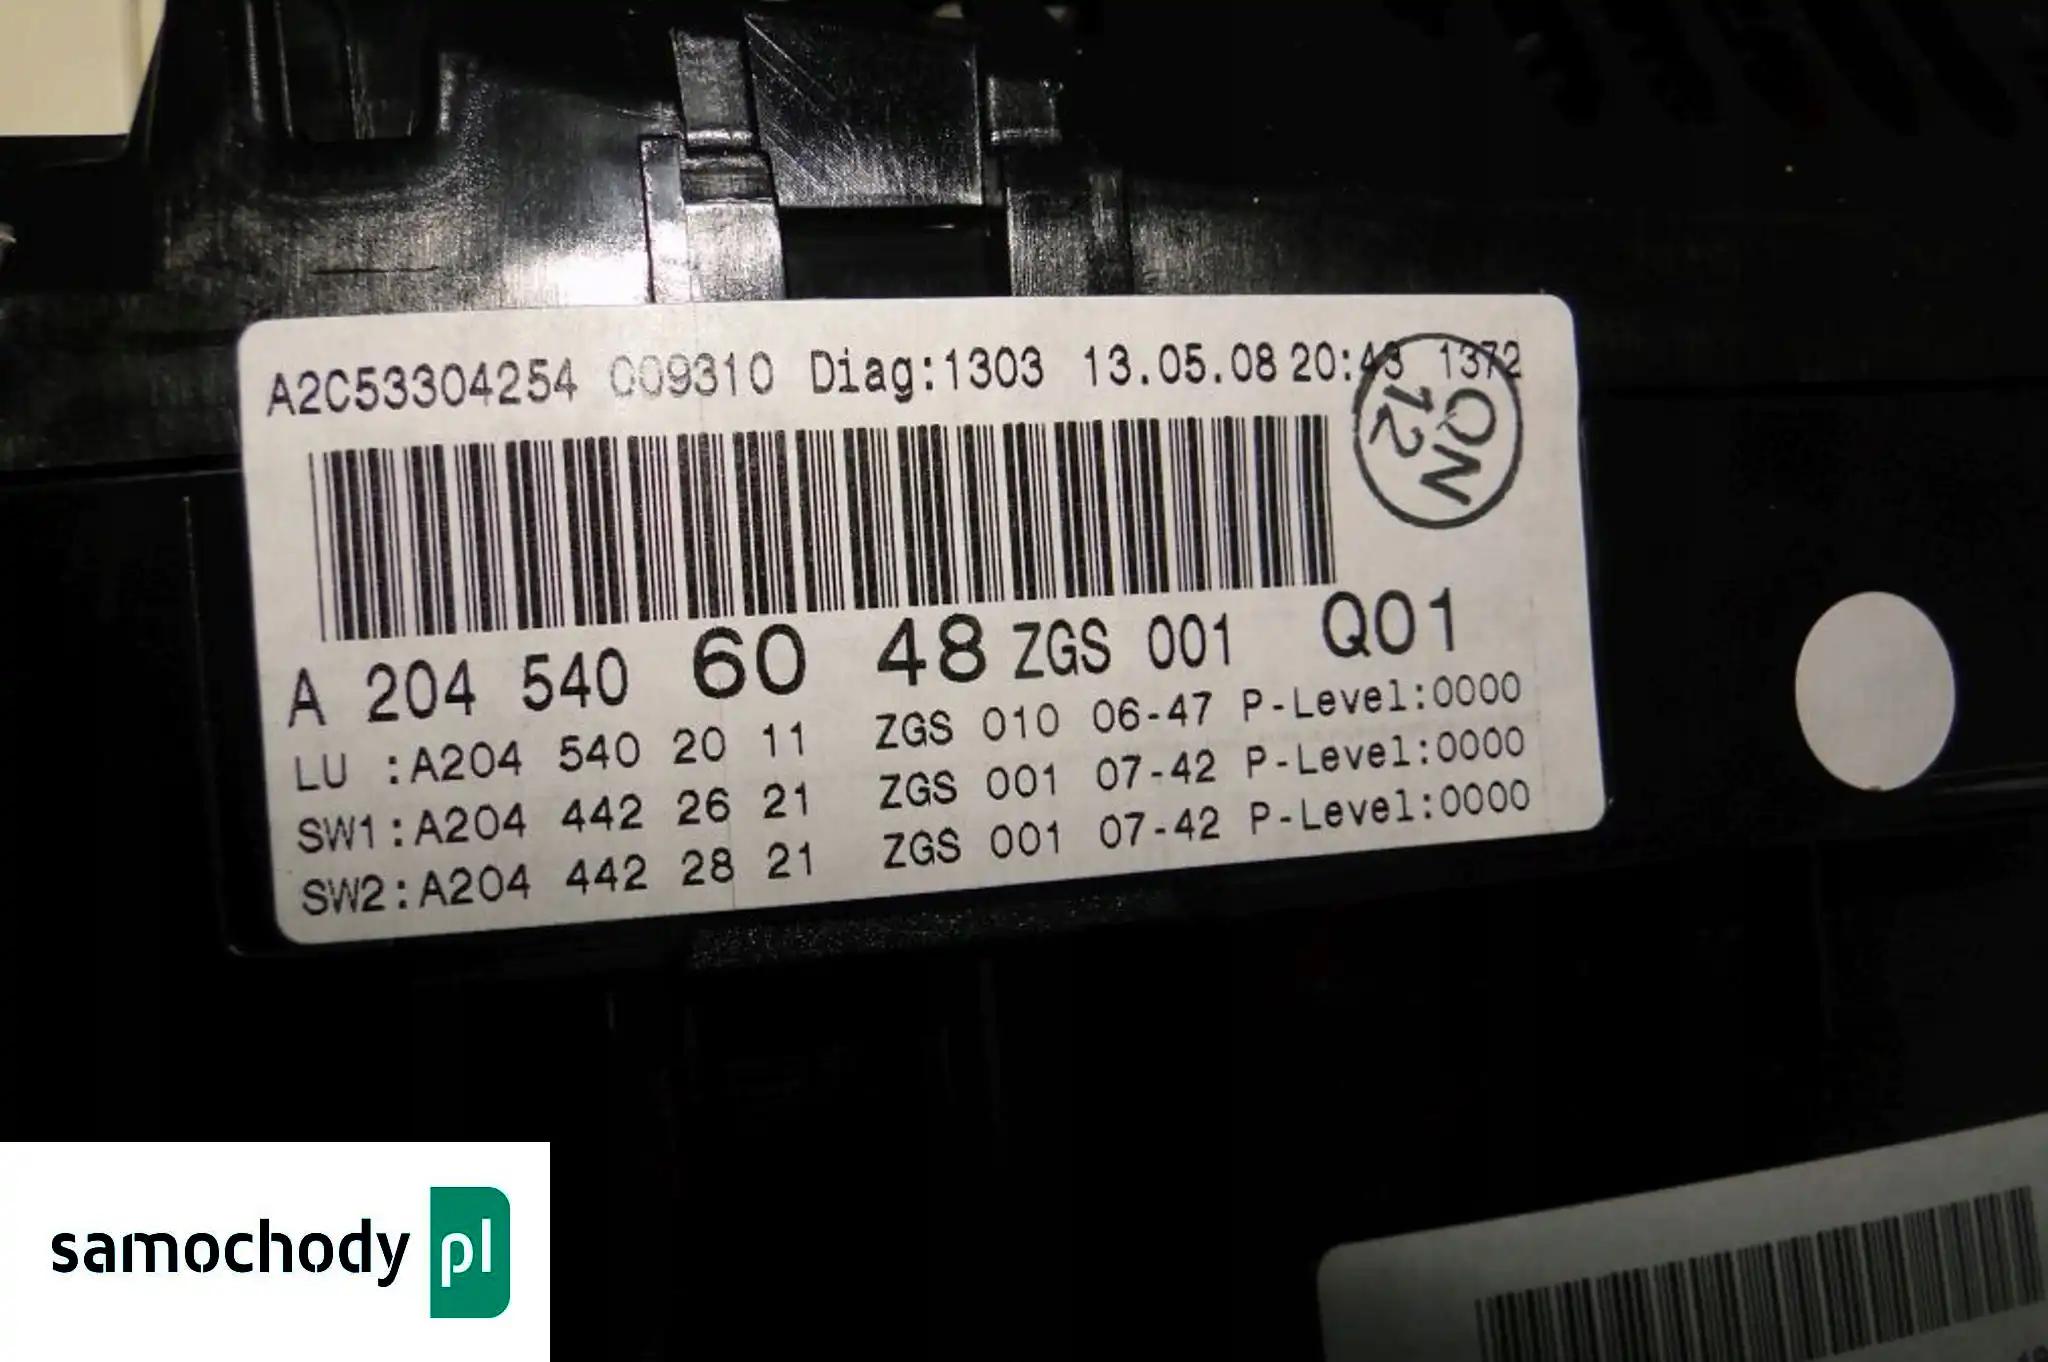 A2C53304254 009310 Diag:1303 13.05.08 20:43 1372
QN
12
A 204 540 60 48 ZGS 001 Q01
LU :A204 540 20 11 ZGS 010 06-47 P-Level:0000
SW1:A204 442 26 21 ZGS 001 07-42 P-Level:0000
SW2:A204 442 28 21 ZGS 001 07-42 P-Level:0000
samochody pl